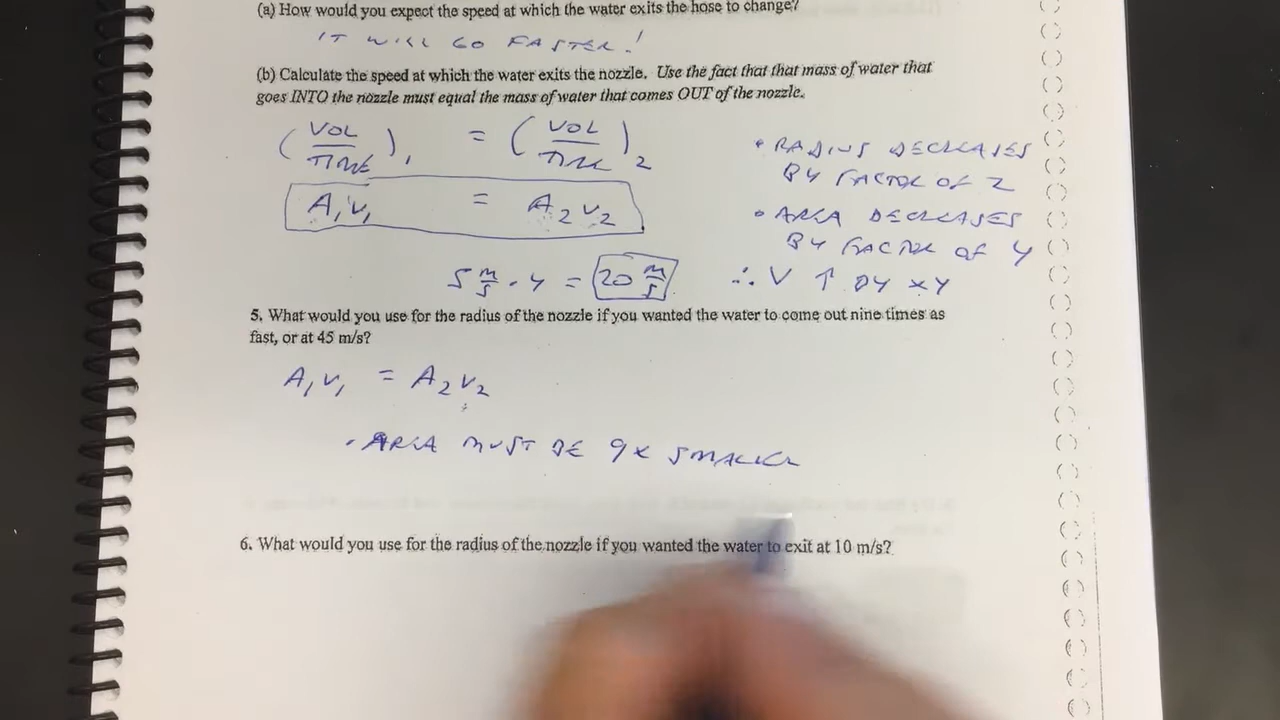 (a) How would you expect the speed at which the water exits the hose to change?
IT WILL GO FASTER!
(b) Calculate the speed at which the water exits the nozzle. Use the fact that that mass of water that
goes INTO the nozzle must equal the mass of water that comes OUT of the nozzle.
(VOL/TIME)₁ = (VOL/TIME)₂
A₁v₁ = A₂v₂
5 m/s · 4 = 20 m/s
• RADIUS DECREASES
BY FACTOR OF 2
• AREA DECREASES
BY FACTOR OF 4
∴ V ↑ BY x4
5. What would you use for the radius of the nozzle if you wanted the water to come out nine times as
fast, or at 45 m/s?
A₁v₁ = A₂v₂
• AREA MUST BE 9x SMALLER
6. What would you use for the radius of the nozzle if you wanted the water to exit at 10 m/s?